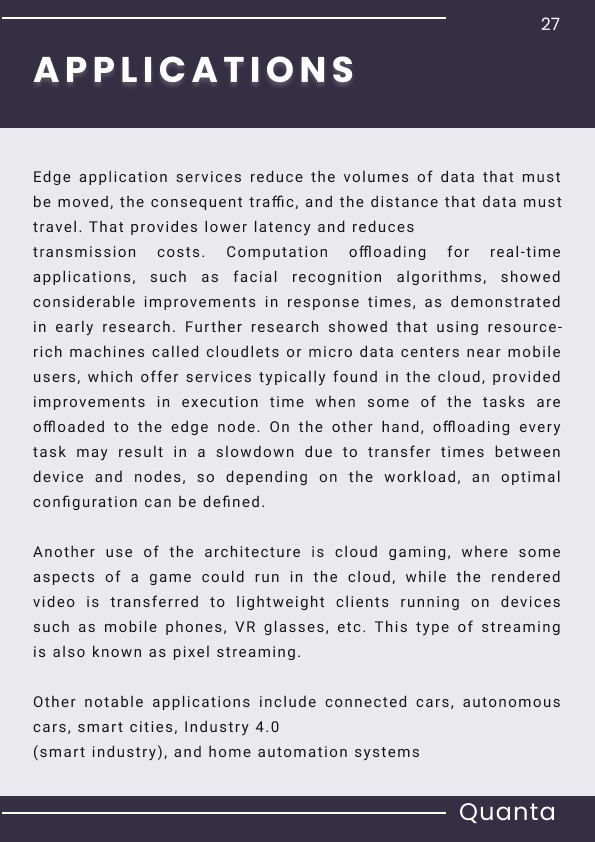 27
APPLICATIONS
Edge application services reduce the volumes of data that must
be moved, the consequent traffic, and the distance that data must
travel. That provides lower latency and reduces
transmission costs. Computation offloading for real-time
applications, such as facial recognition algorithms, showed
considerable improvements in response times, as demonstrated
in early research. Further research showed that using resource-
rich machines called cloudlets or micro data centers near mobile
users, which offer services typically found in the cloud, provided
improvements in execution time when some of the tasks are
offloaded to the edge node. On the other hand, offloading every
task may result in a slowdown due to transfer times between
device and nodes, so depending on the workload, an optimal
configuration can be defined.
Another use of the architecture is cloud gaming, where some
aspects of a game could run in the cloud, while the rendered
video is transferred to lightweight clients running on devices
such as mobile phones, VR glasses, etc. This type of streaming
is also known as pixel streaming.
Other notable applications include connected cars, autonomous
cars, smart cities, Industry 4.0
(smart industry), and home automation systems
Quanta